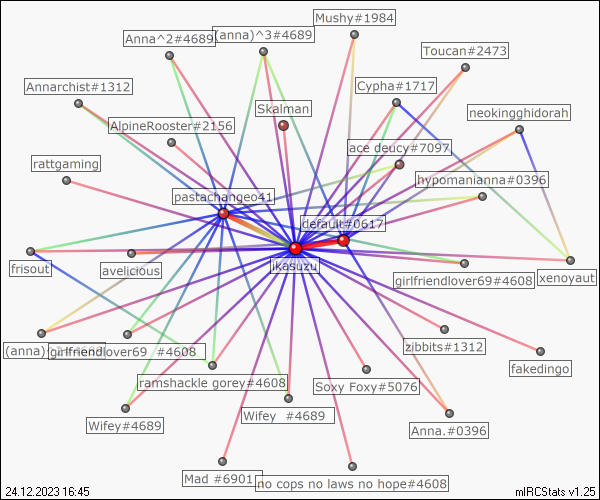 Mushy#1984
Anna^2#4689
(anna)^3#4689
Toucan#2473
Annarchist#1312
Cypha#1717
Skalman
neokingghidorah
AlpineRooster#2156
ace deucy#7097
rattgaming
hypomanianna#0396
pastachangeo41
default#0617
ikasuzu
frisout
avelicious
girlfriendlover69#4608
xenoyaut
(anna)
girlfriendlover69 #4608
zibbits#1312
fakedingo
ramshackle gorey#4608
Soxy Foxy#5076
Wifey#4689
Wifey #4689
Anna.#0396
Mad #6901
no cops no laws no hope#4608
24.12.2023 16:45
mIRCStats v1.25